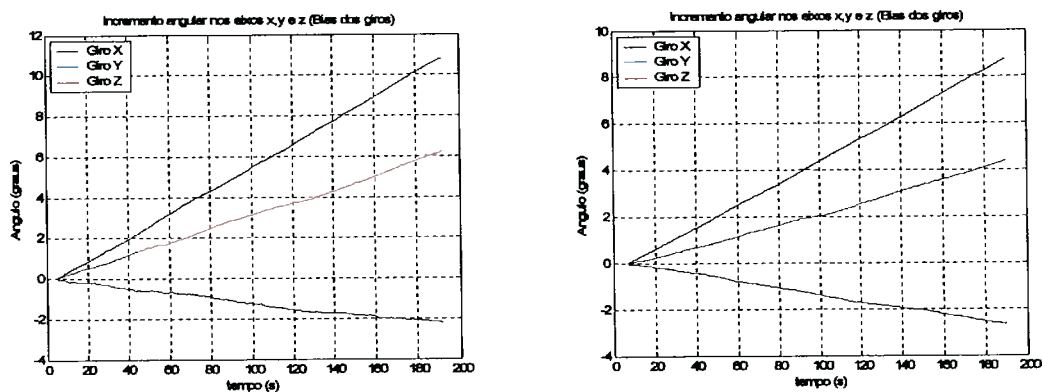 Incremento angular nos eixos x,y e z (Bias dos giros)
Angulo (graus)
12
10
8
6
4
2
0
-2
-4
Giro X
Giro Y
Giro Z
0 20 40 60 80 100 120 140 160 180 200
tempo (s)
Incremento angular nos eixos x,y e z (Bias dos giros)
Angulo (graus)
10
8
6
4
2
0
-2
-4
Giro X
Giro Y
Giro Z
0 20 40 60 80 100 120 140 160 180 200
tempo (s)